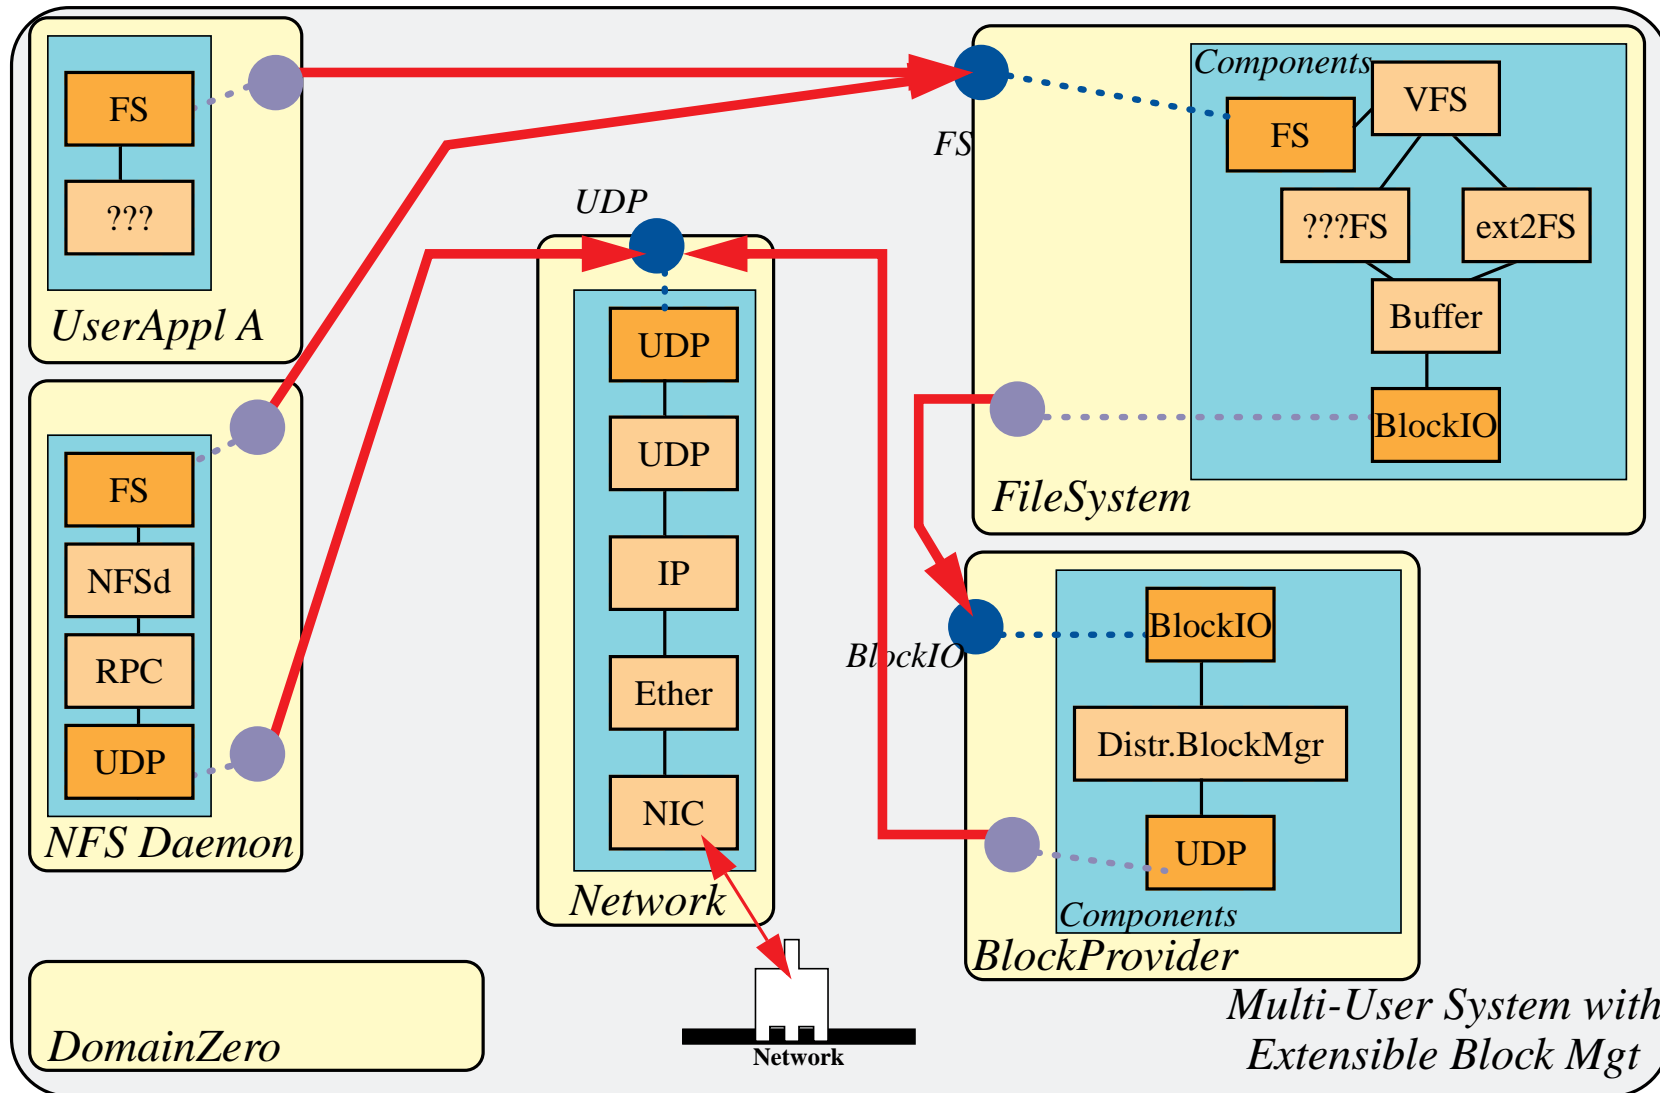 FS
???
UserAppl A
FS
NFSd
RPC
UDP
NFS Daemon
DomainZero
UDP
UDP
UDP
IP
Ether
NIC
Network
Network
FS
Components
VFS
FS
???FS
ext2FS
Buffer
BlockIO
FileSystem
BlockIO
BlockIO
Distr.BlockMgr
UDP
Components
BlockProvider
Multi-User System with
Extensible Block Mgt